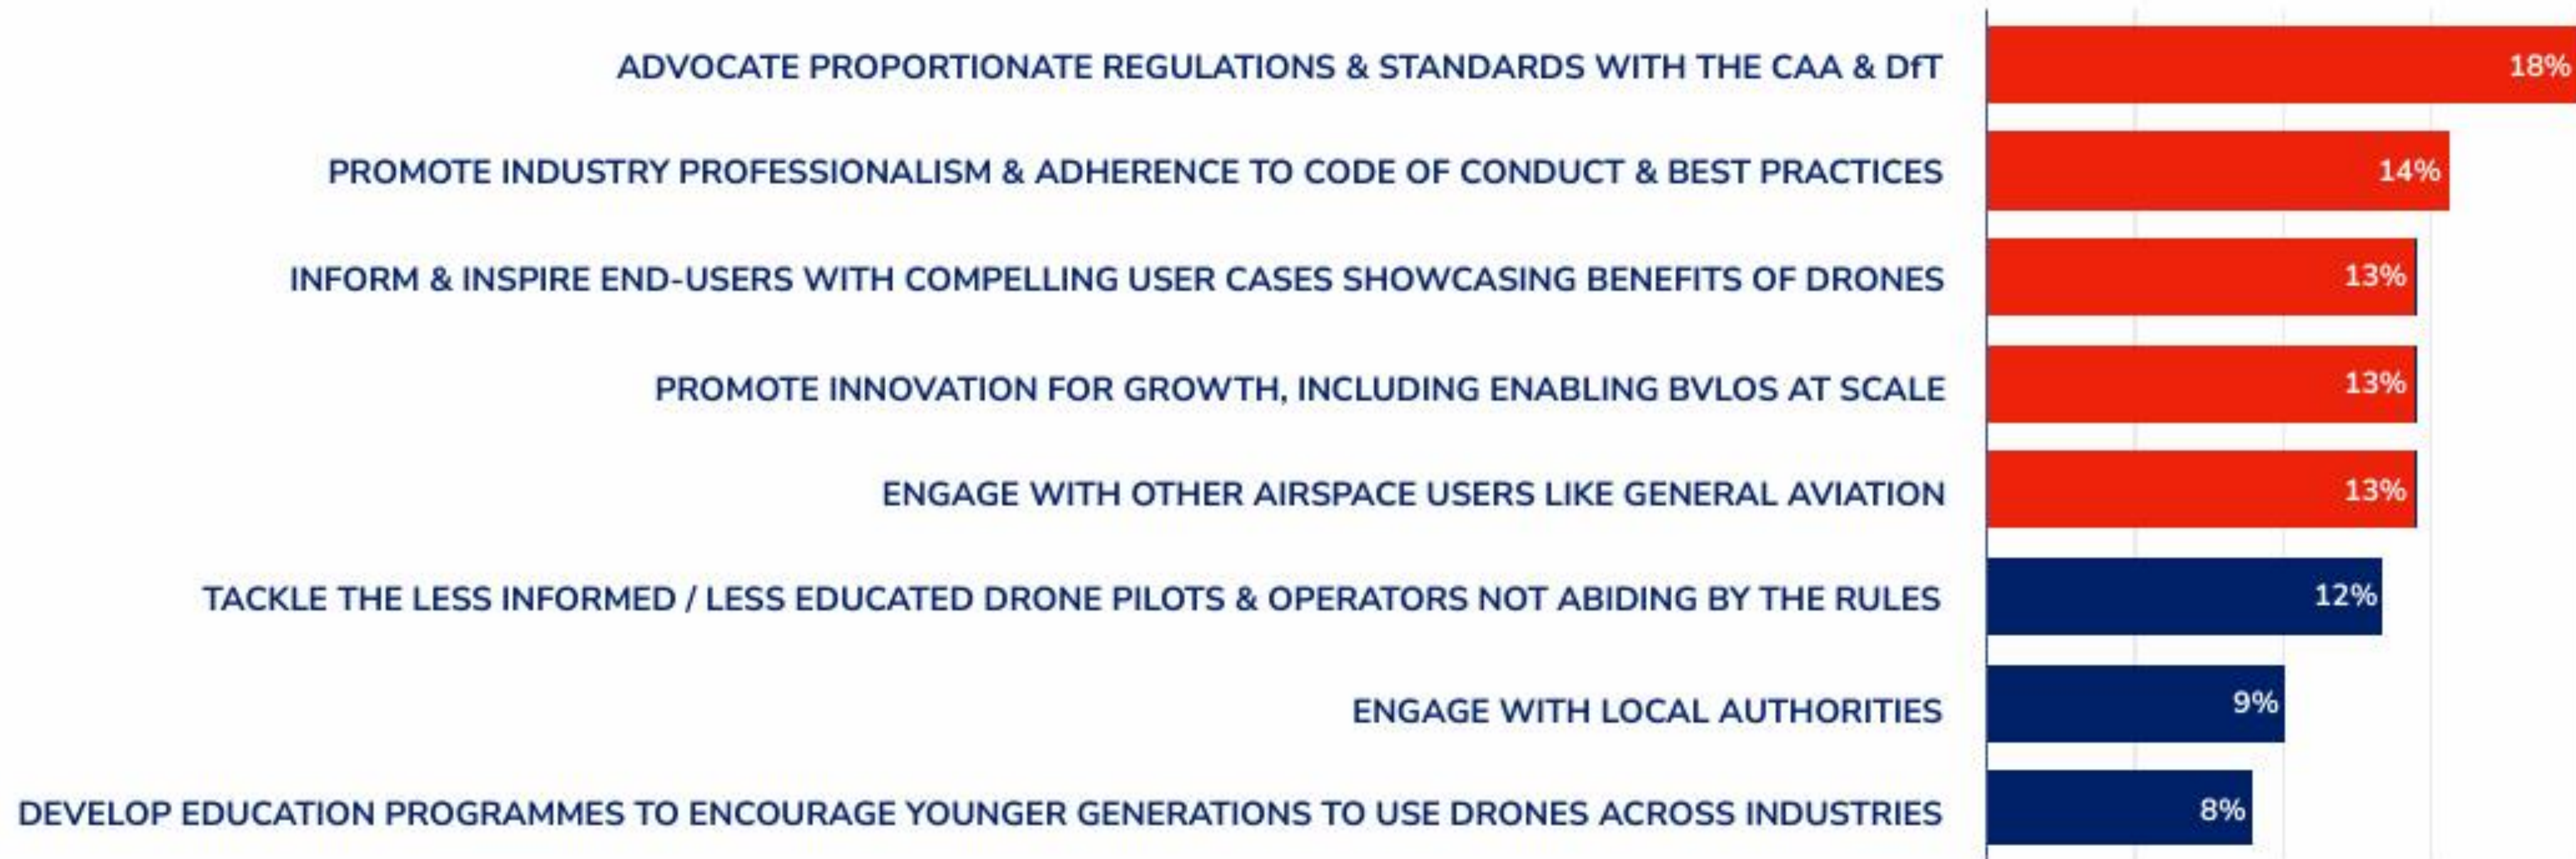 ADVOCATE PROPORTIONATE REGULATIONS & STANDARDS WITH THE CAA & DfT 18%
PROMOTE INDUSTRY PROFESSIONALISM & ADHERENCE TO CODE OF CONDUCT & BEST PRACTICES 14%
INFORM & INSPIRE END-USERS WITH COMPELLING USER CASES SHOWCASING BENEFITS OF DRONES 13%
PROMOTE INNOVATION FOR GROWTH, INCLUDING ENABLING BVLOS AT SCALE 13%
ENGAGE WITH OTHER AIRSPACE USERS LIKE GENERAL AVIATION 13%
TACKLE THE LESS INFORMED / LESS EDUCATED DRONE PILOTS & OPERATORS NOT ABIDING BY THE RULES 12%
ENGAGE WITH LOCAL AUTHORITIES 9%
DEVELOP EDUCATION PROGRAMMES TO ENCOURAGE YOUNGER GENERATIONS TO USE DRONES ACROSS INDUSTRIES 8%